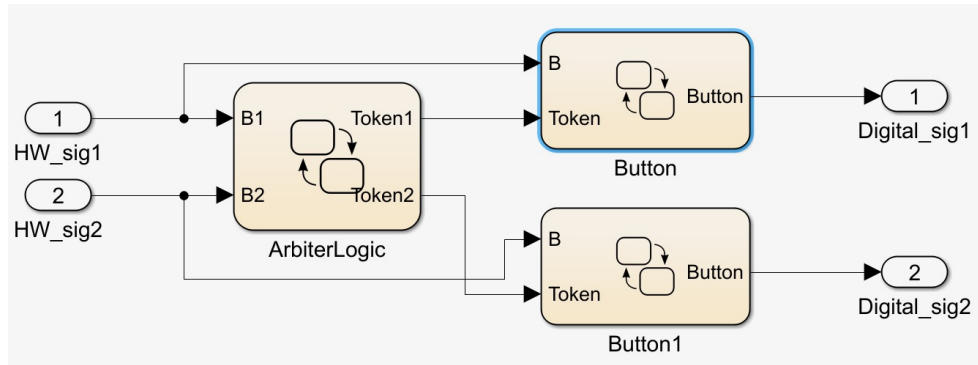 1
HW_sig1
2
HW_sig2
B1
Token1
B2
Token2
ArbiterLogic
B
Button
Token
Button
B
Button
Token
Button1
1
Digital_sig1
2
Digital_sig2